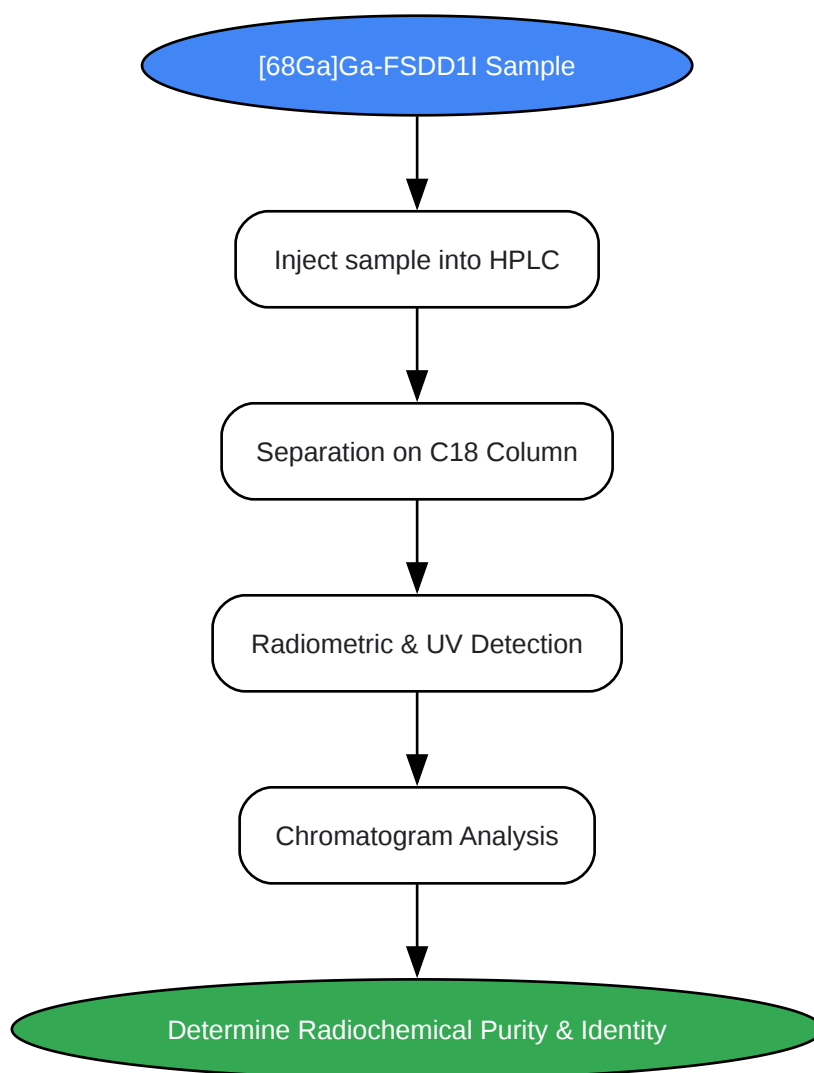 [68Ga]Ga-FSDD1I Sample
Inject sample into HPLC
Separation on C18 Column
Radiometric & UV Detection
Chromatogram Analysis
Determine Radiochemical Purity & Identity